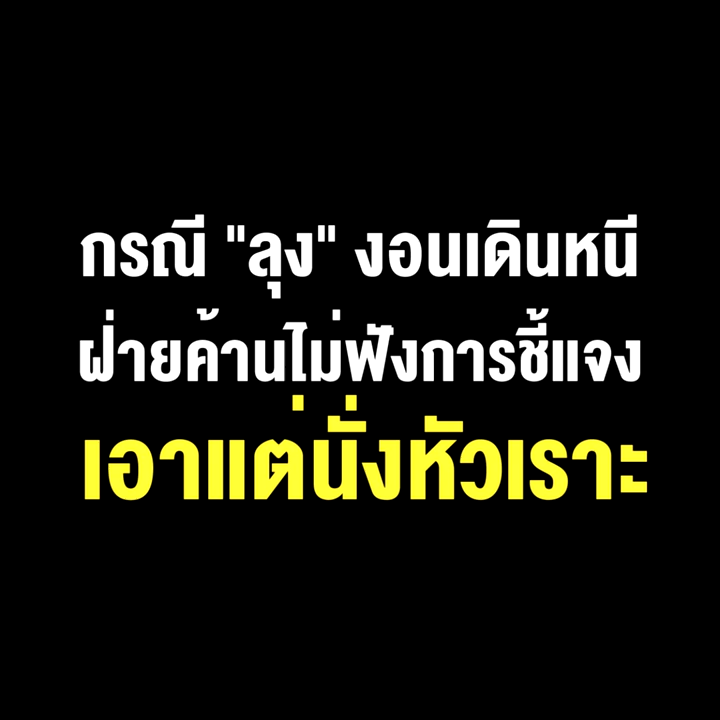 กรณี "ลุง" งอนเดินหนี
ฝ่ายค้านไม่ฟังการชี้แจง
เอาแต่นั่งหัวเราะ